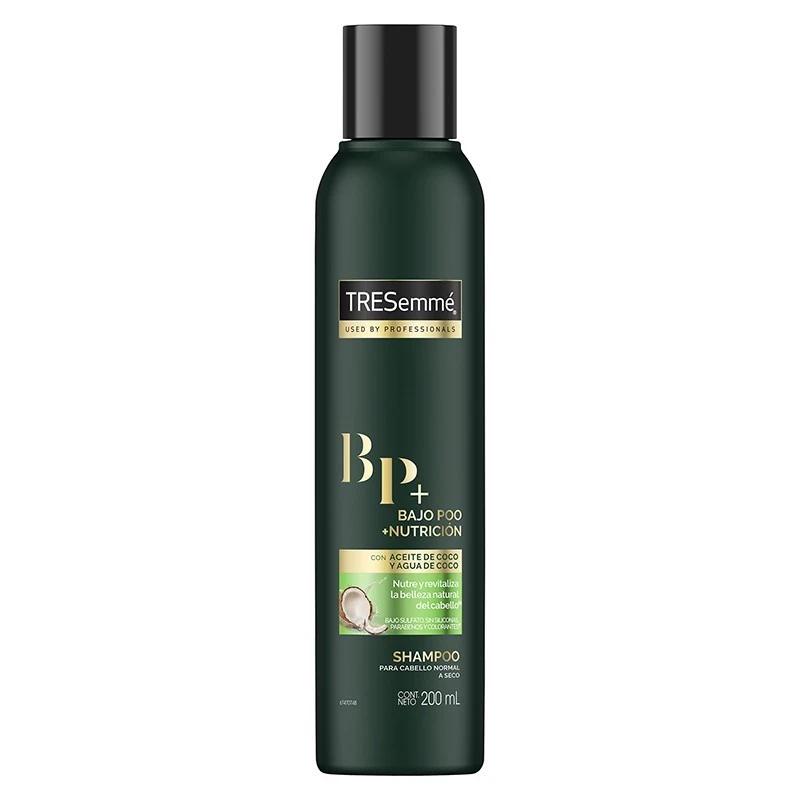 TRESemmé®
USED BY PROFESSIONALS
BP+
BAJO POO
+NUTRICIÓN
CON ACEITE DE COCO
Y AGUA DE COCO
Nutre y revitaliza
la belleza natural
del cabello*
BAJO SULFATO, SIN SILICONAS,
PARABENOS Y COLORANTES*
SHAMPOO
PARA CABELLO NORMAL
A SECO
CONT.
NETO 200 mL